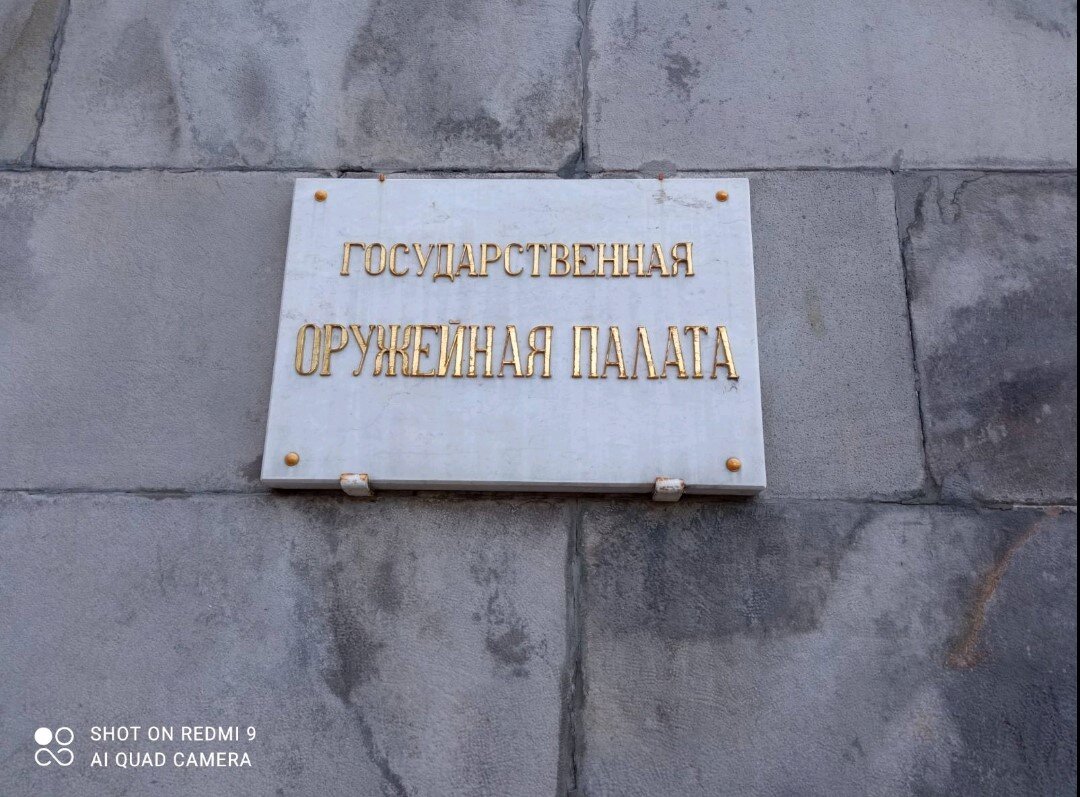 ГОСУДАРСТВЕННАЯ
ОРУЖЕЙНАЯ ПАЛАТА
SHOT ON REDMI 9
AI QUAD CAMERA